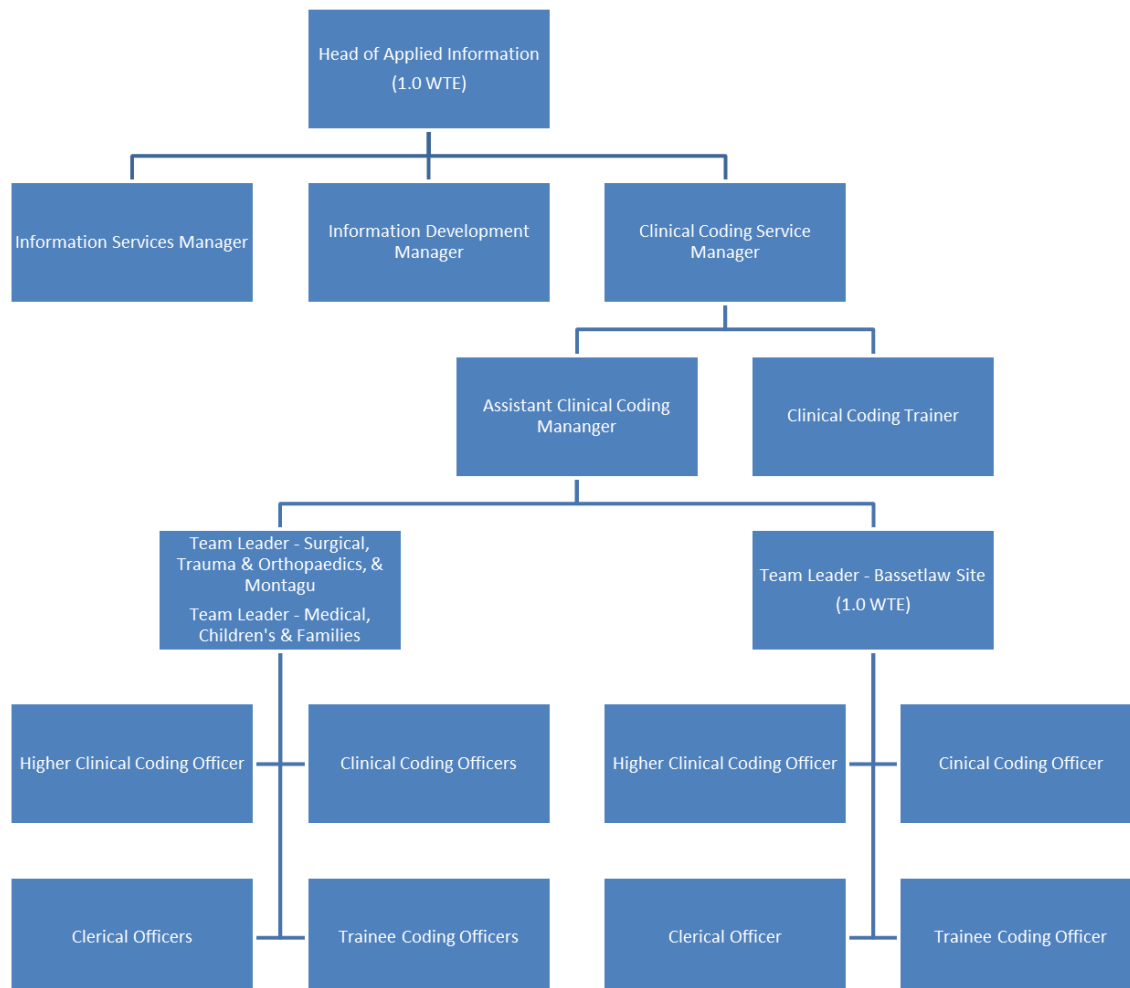 Head of Applied Information
(1.0 WTE)
Information Services Manager
Information Development
Manager
Clinical Coding Service
Manager
Assistant Clinical Coding
Mananger
Clinical Coding Trainer
Team Leader - Surgical,
Trauma & Orthopaedics, &
Montagu
Team Leader - Medical,
Children's & Families
Team Leader - Bassetlaw Site
(1.0 WTE)
Higher Clinical Coding Officer
Clinical Coding Officers
Higher Clinical Coding Officer
Cinical Coding Officer
Clerical Officers
Trainee Coding Officers
Clerical Officer
Trainee Coding Officer